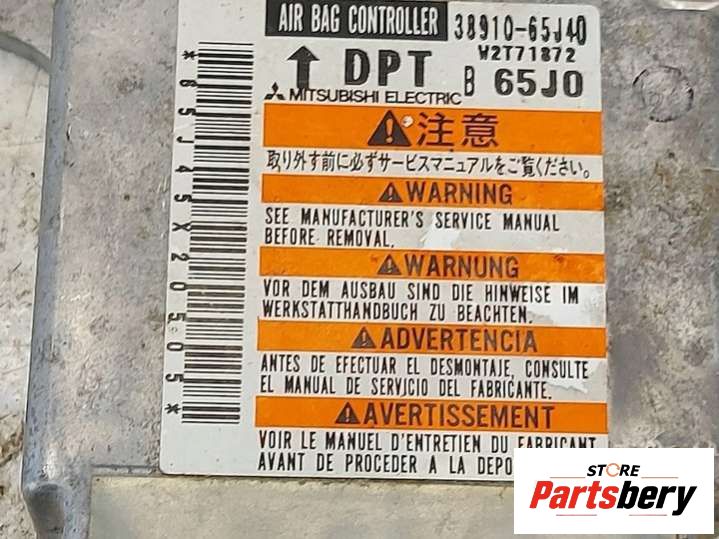 AIR BAG CONTROLLER 38910-65J40
W2T71872
↑ DPT B 65J0
MITSUBISHI ELECTRIC
*65J45X20505*
⚠注意
取り外す前に必ずサービスマニュアルをご覧ください。
⚠WARNING
SEE MANUFACTURER'S SERVICE MANUAL
BEFORE REMOVAL.
⚠WARNUNG
VOR DEM AUSBAU SIND DIE HINWEISE IM
WERKSTATTHANDBUCH ZU BEACHTEN.
⚠ADVERTENCIA
ANTES DE EFECTUAR EL DESMONTAJE, CONSULTE
EL MANUAL DE SERVICIO DEL FABRICANTE.
⚠AVERTISSEMENT
VOIR LE MANUEL D'ENTRETIEN DU FABRICANT
AVANT DE PROCEDER A LA DEPO
STORE
Partsbery